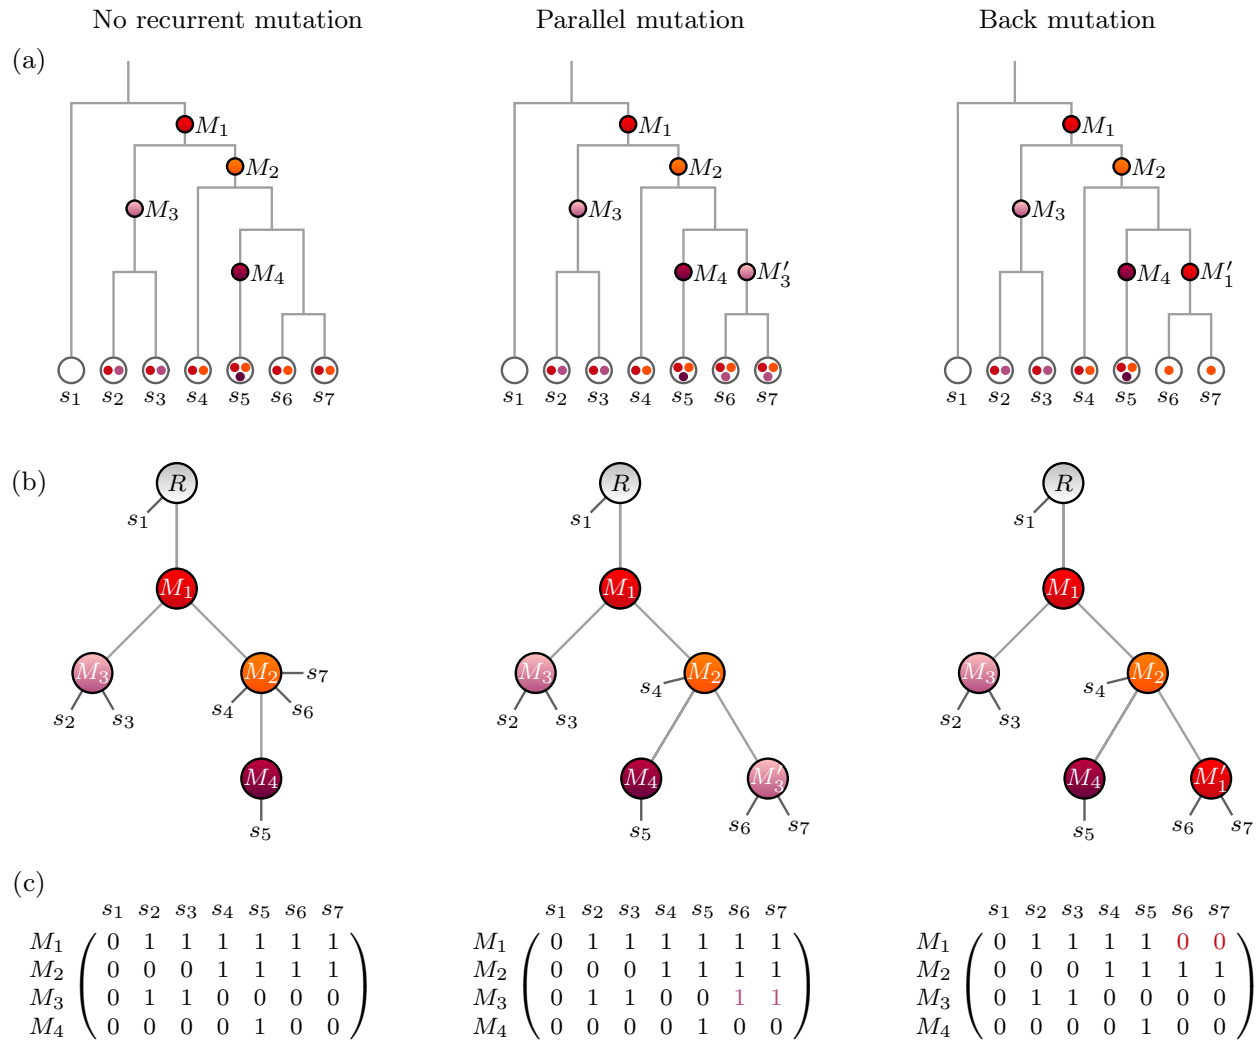 No recurrent mutation Parallel mutation Back mutation
(a)
M₁ M₁ M₁
M₂ M₂ M₂
M₃ M₃ M₃
M₄ M₄ M₃′ M₄ M₁′
s₁ s₂ s₃ s₄ s₅ s₆ s₇ s₁ s₂ s₃ s₄ s₅ s₆ s₇ s₁ s₂ s₃ s₄ s₅ s₆ s₇
(b)
R R R
s₁ s₁ s₁
M₁ M₁ M₁
M₃ M₂ s₇ M₃ M₂ M₃ M₂
s₄ s₄
s₂ s₃ s₄ s₆ s₂ s₃ s₂ s₃
M₄ M₄ M₃′ M₄ M₁′
s₆ s₇ s₆ s₇
s₅ s₅ s₅
(c)
s₁ s₂ s₃ s₄ s₅ s₆ s₇ s₁ s₂ s₃ s₄ s₅ s₆ s₇ s₁ s₂ s₃ s₄ s₅ s₆ s₇
M₁ 0 1 1 1 1 1 1 M₁ 0 1 1 1 1 1 1 M₁ 0 1 1 1 1 0 0
M₂ 0 0 0 1 1 1 1 M₂ 0 0 0 1 1 1 1 M₂ 0 0 0 1 1 1 1
M₃ 0 1 1 0 0 0 0 M₃ 0 1 1 0 0 1 1 M₃ 0 1 1 0 0 0 0
M₄ 0 0 0 0 1 0 0 M₄ 0 0 0 0 1 0 0 M₄ 0 0 0 0 1 0 0